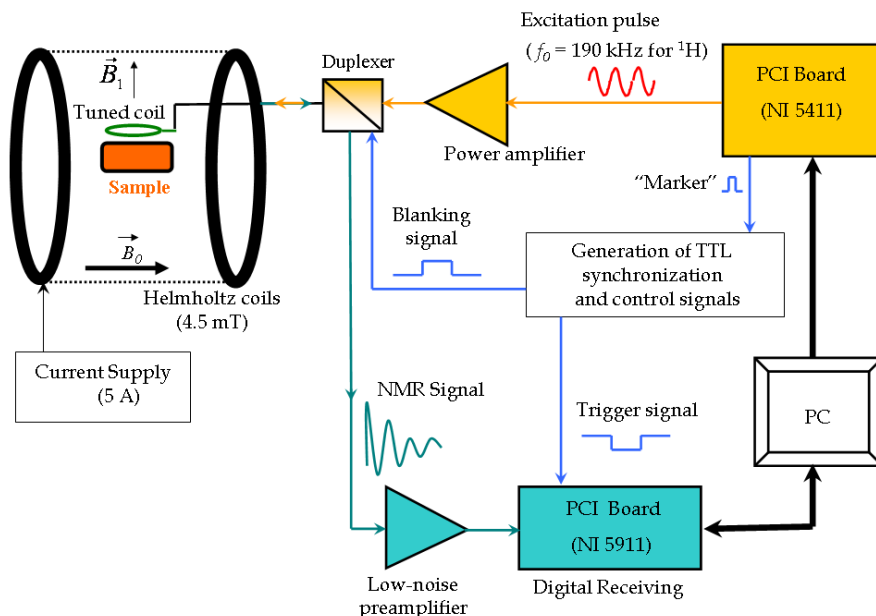 Excitation pulse
(f₀ = 190 kHz for ¹H)
PCI Board
(NI 5411)
Duplexer
Power amplifier
B⃗₁
Tuned coil
Sample
B⃗₀
Helmholtz coils
(4.5 mT)
Current Supply
(5 A)
“Marker”
Blanking
signal
Generation of TTL
synchronization
and control signals
NMR Signal
Trigger signal
PC
PCI Board
(NI 5911)
Low-noise
preamplifier
Digital Receiving